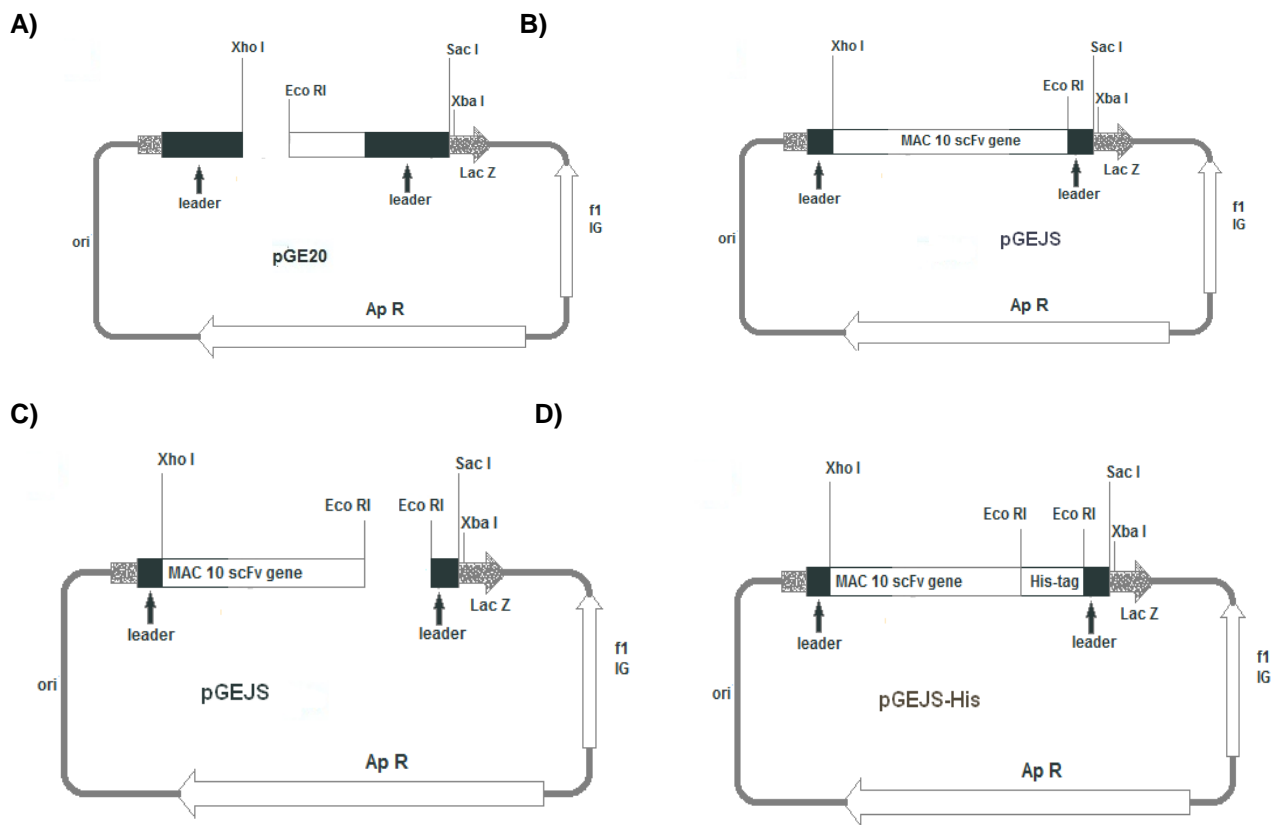 A)
Xho I
Sac I
Eco RI
Xba I
Lac Z
leader
leader
f1
IG
ori
pGE20
Ap R
B)
Xho I
Sac I
Eco RI
Xba I
MAC 10 scFv gene
Lac Z
leader
leader
f1
IG
ori
pGEJS
Ap R
C)
Xho I
Sac I
Eco RI
Eco RI
Xba I
MAC 10 scFv gene
Lac Z
leader
leader
f1
IG
ori
pGEJS
Ap R
D)
Xho I
Sac I
Eco RI
Eco RI
Xba I
MAC 10 scFv gene
His-tag
Lac Z
leader
leader
f1
IG
ori
pGEJS-His
Ap R